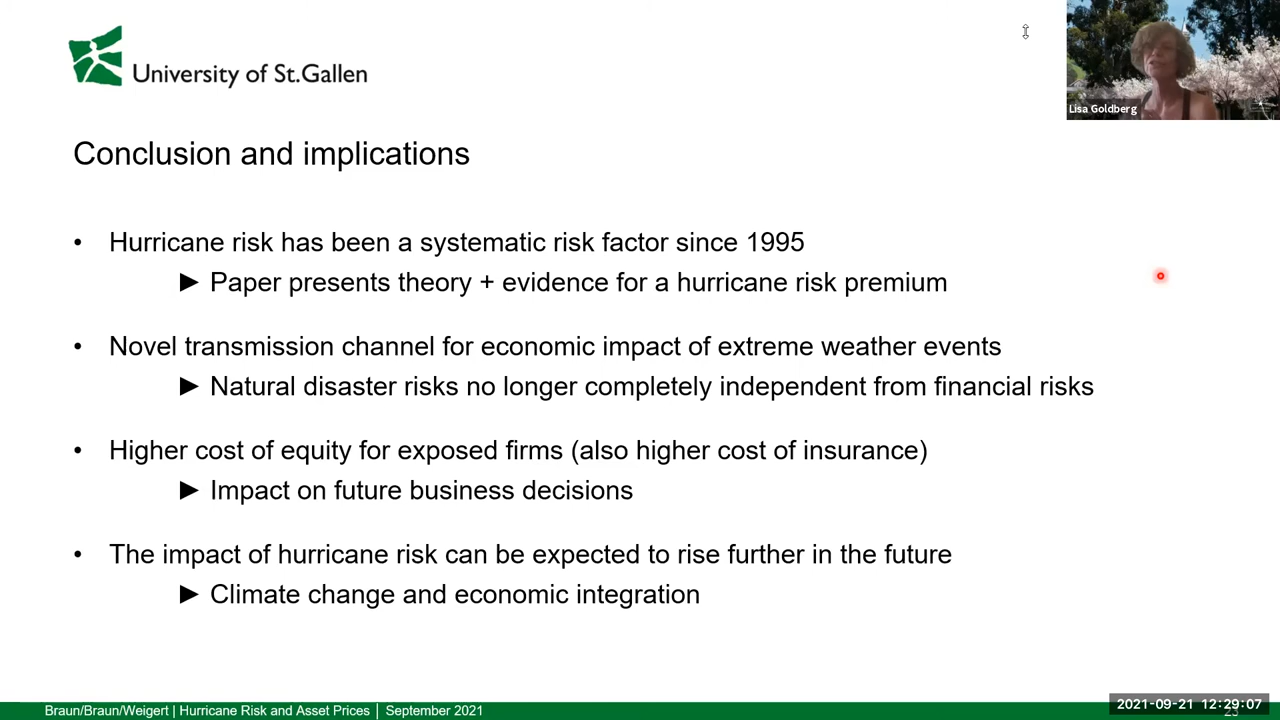 University of St.Gallen
Lisa Goldberg
Conclusion and implications
• Hurricane risk has been a systematic risk factor since 1995
► Paper presents theory + evidence for a hurricane risk premium
• Novel transmission channel for economic impact of extreme weather events
► Natural disaster risks no longer completely independent from financial risks
• Higher cost of equity for exposed firms (also higher cost of insurance)
► Impact on future business decisions
• The impact of hurricane risk can be expected to rise further in the future
► Climate change and economic integration
Braun/Braun/Weigert | Hurricane Risk and Asset Prices | September 2021
2021-09-21 12:29:07